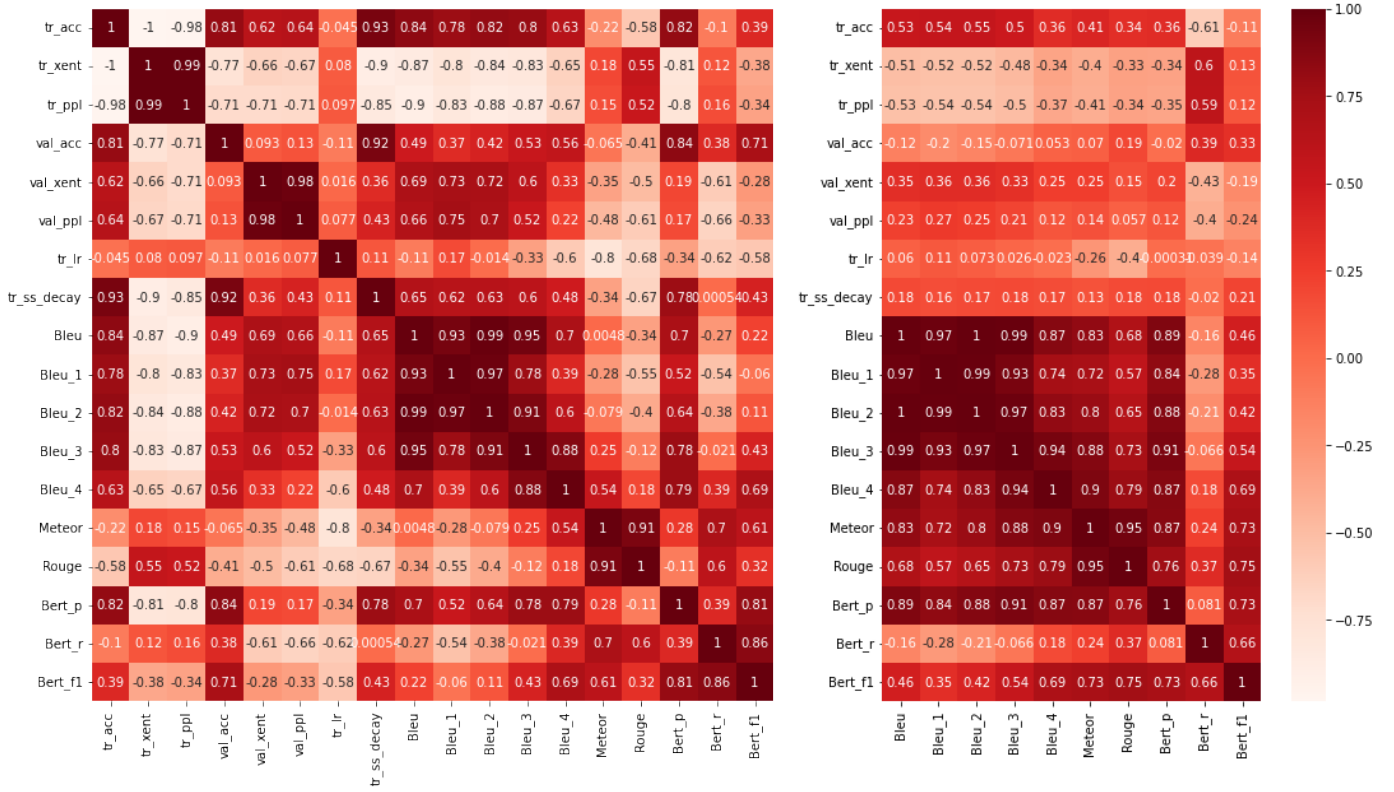 tr_acc 1 -1 -0.98 0.81 0.62 0.64 -0.045 0.93 0.84 0.78 0.82 0.8 0.63 -0.22 -0.58 0.82 -0.1 0.39 0.53 0.54 0.55 0.5 0.36 0.41 0.34 0.36 -0.61 -0.11 1.00
tr_xent -1 1 0.99 -0.77 -0.66 -0.67 0.08 -0.9 -0.87 -0.8 -0.84 -0.83 -0.65 0.18 0.55 -0.81 0.12 -0.38 -0.51 -0.52 -0.52 -0.48 -0.34 -0.4 -0.33 -0.34 0.6 0.13
tr_ppl -0.98 0.99 1 -0.71 -0.71 -0.71 0.097 -0.85 -0.9 -0.83 -0.88 -0.87 -0.67 0.15 0.52 -0.8 0.16 -0.34 -0.53 -0.54 -0.54 -0.5 -0.37 -0.41 -0.34 -0.35 0.59 0.12 0.75
val_acc 0.81 -0.77 -0.71 1 0.093 0.13 -0.11 0.92 0.49 0.37 0.42 0.53 0.56 -0.065 -0.41 0.84 0.38 0.71 -0.12 -0.2 -0.15 -0.071 0.053 0.07 0.19 -0.02 0.39 0.33
val_xent 0.62 -0.66 -0.71 0.093 1 0.98 0.016 0.36 0.69 0.73 0.72 0.6 0.33 -0.35 -0.5 0.19 -0.61 -0.28 0.35 0.36 0.36 0.33 0.25 0.25 0.15 0.2 -0.43 -0.19 0.50
val_ppl 0.64 -0.67 -0.71 0.13 0.98 1 0.077 0.43 0.66 0.75 0.7 0.52 0.22 -0.48 -0.61 0.17 -0.66 -0.33 0.23 0.27 0.25 0.21 0.12 0.14 0.057 0.12 -0.4 -0.24
tr_lr -0.045 0.08 0.097 -0.11 0.016 0.077 1 0.11 -0.11 0.17 -0.014 -0.33 -0.6 -0.8 -0.68 -0.34 -0.62 -0.58 0.06 0.11 0.073 0.026 -0.023 -0.26 -0.4 -0.039 -0.14
tr_ss_decay 0.93 -0.9 -0.85 0.92 0.36 0.43 0.11 1 0.65 0.62 0.63 0.6 0.48 -0.34 -0.67 0.78 0.00054 0.43 0.18 0.16 0.17 0.18 0.17 0.13 0.18 0.18 -0.02 0.21 0.25
Bleu 0.84 -0.87 -0.9 0.49 0.69 0.66 -0.11 0.65 1 0.93 0.99 0.95 0.7 0.0048 -0.34 0.7 -0.27 0.22 1 0.97 1 0.99 0.87 0.83 0.68 0.89 -0.16 0.46
Bleu_1 0.78 -0.8 -0.83 0.37 0.73 0.75 0.17 0.62 0.93 1 0.97 0.78 0.39 -0.28 -0.55 0.52 -0.54 -0.06 0.97 1 0.99 0.93 0.74 0.72 0.57 0.84 -0.28 0.35 0.00
Bleu_2 0.82 -0.84 -0.88 0.42 0.72 0.7 -0.014 0.63 0.99 0.97 1 0.91 0.6 -0.079 -0.4 0.64 -0.38 0.11 1 0.99 1 0.97 0.83 0.8 0.65 0.88 -0.21 0.42
Bleu_3 0.8 -0.83 -0.87 0.53 0.6 0.52 -0.33 0.6 0.95 0.78 0.91 1 0.88 0.25 -0.12 0.78 -0.021 0.43 0.99 0.93 0.97 1 0.94 0.88 0.73 0.91 -0.066 0.54 −0.25
Bleu_4 0.63 -0.65 -0.67 0.56 0.33 0.22 -0.6 0.48 0.7 0.39 0.6 0.88 1 0.54 0.18 0.79 0.39 0.69 0.87 0.74 0.83 0.94 1 0.9 0.79 0.87 0.18 0.69
Meteor -0.22 0.18 0.15 -0.065 -0.35 -0.48 -0.8 -0.34 0.0048 -0.28 -0.079 0.25 0.54 1 0.91 0.28 0.7 0.61 0.83 0.72 0.8 0.88 0.9 1 0.95 0.87 0.24 0.73 −0.50
Rouge -0.58 0.55 0.52 -0.41 -0.5 -0.61 -0.68 -0.67 -0.34 -0.55 -0.4 -0.12 0.18 0.91 1 -0.11 0.6 0.32 0.68 0.57 0.65 0.73 0.79 0.95 1 0.76 0.37 0.75
Bert_p 0.82 -0.81 -0.8 0.84 0.19 0.17 -0.34 0.78 0.7 0.52 0.64 0.78 0.79 0.28 -0.11 1 0.39 0.81 0.89 0.84 0.88 0.91 0.87 0.87 0.76 1 0.081 0.73 −0.75
Bert_r -0.1 0.12 0.16 0.38 -0.61 -0.66 -0.62 0.00054 -0.27 -0.54 -0.38 -0.021 0.39 0.7 0.6 0.39 1 0.86 -0.16 -0.28 -0.21 -0.066 0.18 0.24 0.37 0.081 1 0.66
Bert_f1 0.39 -0.38 -0.34 0.71 -0.28 -0.33 -0.58 0.43 0.22 -0.06 0.11 0.43 0.69 0.61 0.32 0.81 0.86 1 0.46 0.35 0.42 0.54 0.69 0.73 0.75 0.73 0.66 1
tr_acc tr_xent tr_ppl val_acc val_xent val_ppl tr_lr tr_ss_decay Bleu Bleu_1 Bleu_2 Bleu_3 Bleu_4 Meteor Rouge Bert_p Bert_r Bert_f1 Bleu Bleu_1 Bleu_2 Bleu_3 Bleu_4 Meteor Rouge Bert_p Bert_r Bert_f1